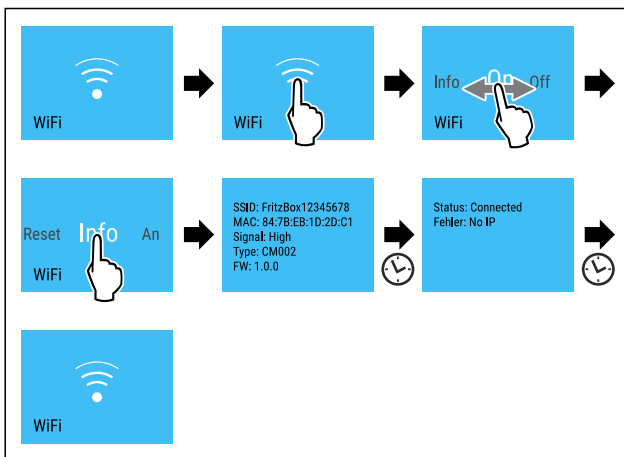 WiFi
WiFi
Info On Off
WiFi
Reset Info An
WiFi
SSID: FritzBox12345678
MAC: 84:7B:EB:1D:2D:C1
Signal: High
Type: CM002
FW: 1.0.0
Status: Connected
Fehler: No IP
WiFi